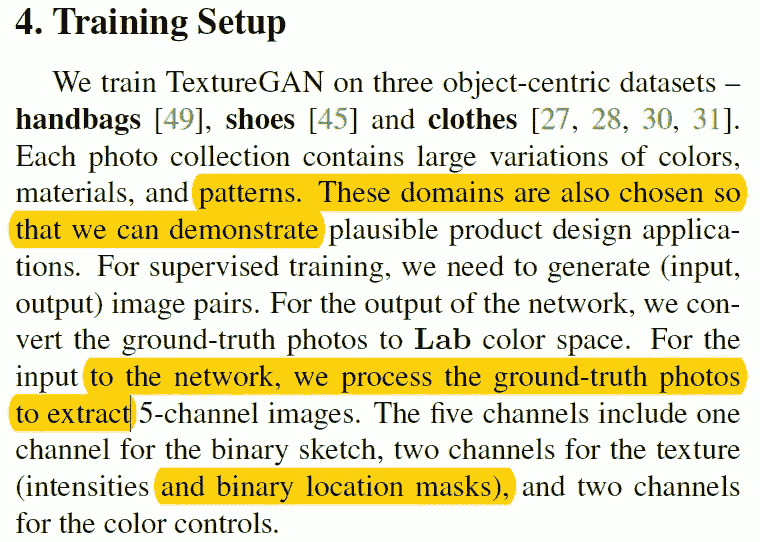 4. Training Setup
We train TextureGAN on three object-centric datasets –
handbags [49], shoes [45] and clothes [27, 28, 30, 31].
Each photo collection contains large variations of colors,
materials, and patterns. These domains are also chosen so
that we can demonstrate plausible product design applica-
tions. For supervised training, we need to generate (input,
output) image pairs. For the output of the network, we con-
vert the ground-truth photos to Lab color space. For the
input to the network, we process the ground-truth photos
to extract 5-channel images. The five channels include one
channel for the binary sketch, two channels for the texture
(intensities and binary location masks), and two channels
for the color controls.